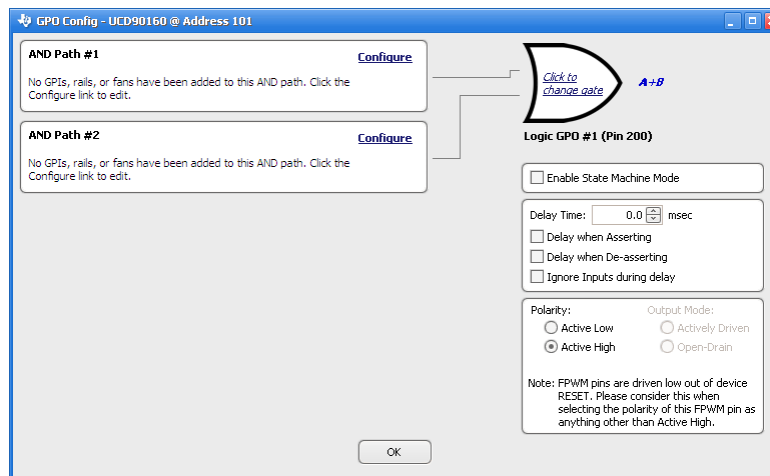 GPO Config - UCD90160 @ Address 101
AND Path #1
Configure
No GPIs, rails, or fans have been added to this AND path. Click the
Configure link to edit.
AND Path #2
Configure
No GPIs, rails, or fans have been added to this AND path. Click the
Configure link to edit.
Click to
change gate
A+B
Logic GPO #1 (Pin 200)
Enable State Machine Mode
Delay Time: 0.0 msec
Delay when Asserting
Delay when De-asserting
Ignore Inputs during delay
Polarity: Output Mode:
Active Low Actively Driven
Active High Open-Drain
Note: FPWM pins are driven low out of device
RESET. Please consider this when
selecting the polarity of this FPWM pin as
anything other than Active High.
OK